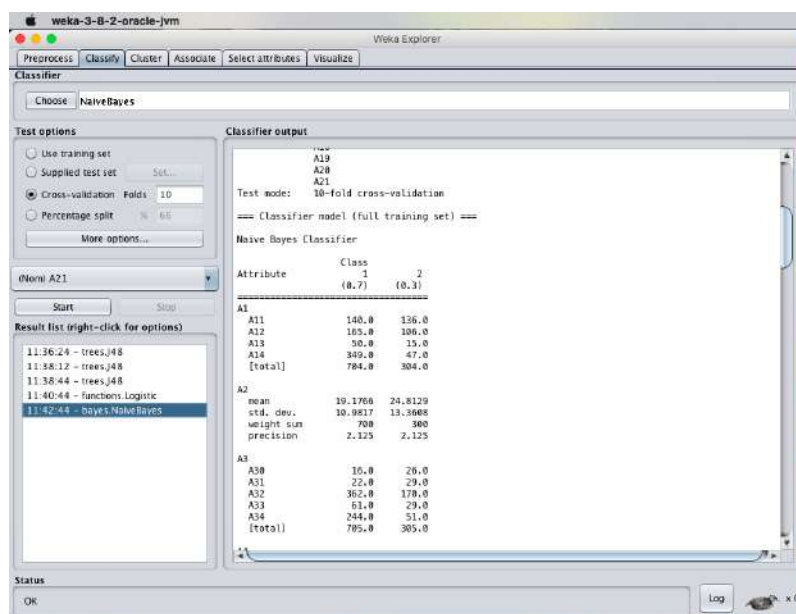 weka-3-8-2-oracle-jvm
Weka Explorer
Preprocess Classify Cluster Associate Select attributes Visualize
Classifier
Choose NaiveBayes
Test options
Use training set
Supplied test set Set...
Cross-validation Folds 10
Percentage split % 66
More options...
(Nom) A21
Start Stop
Result list (right-click for options)
11:36:24 - trees.J48
11:38:12 - trees.J48
11:38:44 - trees.J48
11:40:44 - functions.Logistic
11:42:44 - bayes.NaiveBayes
Classifier output
A19
A20
A21
Test mode: 10-fold cross-validation
=== Classifier model (full training set) ===
Naive Bayes Classifier
Class
Attribute 1 2
(0.7) (0.3)
===================================
A1
A11 140.0 136.0
A12 165.0 106.0
A13 50.0 15.0
A14 349.0 47.0
[total] 704.0 304.0
A2
mean 19.1766 24.8129
std. dev. 10.9817 13.3608
weight sum 700 300
precision 2.125 2.125
A3
A30 16.0 26.0
A31 22.0 29.0
A32 362.0 170.0
A33 61.0 29.0
A34 244.0 51.0
[total] 705.0 305.0
Status
OK
Log